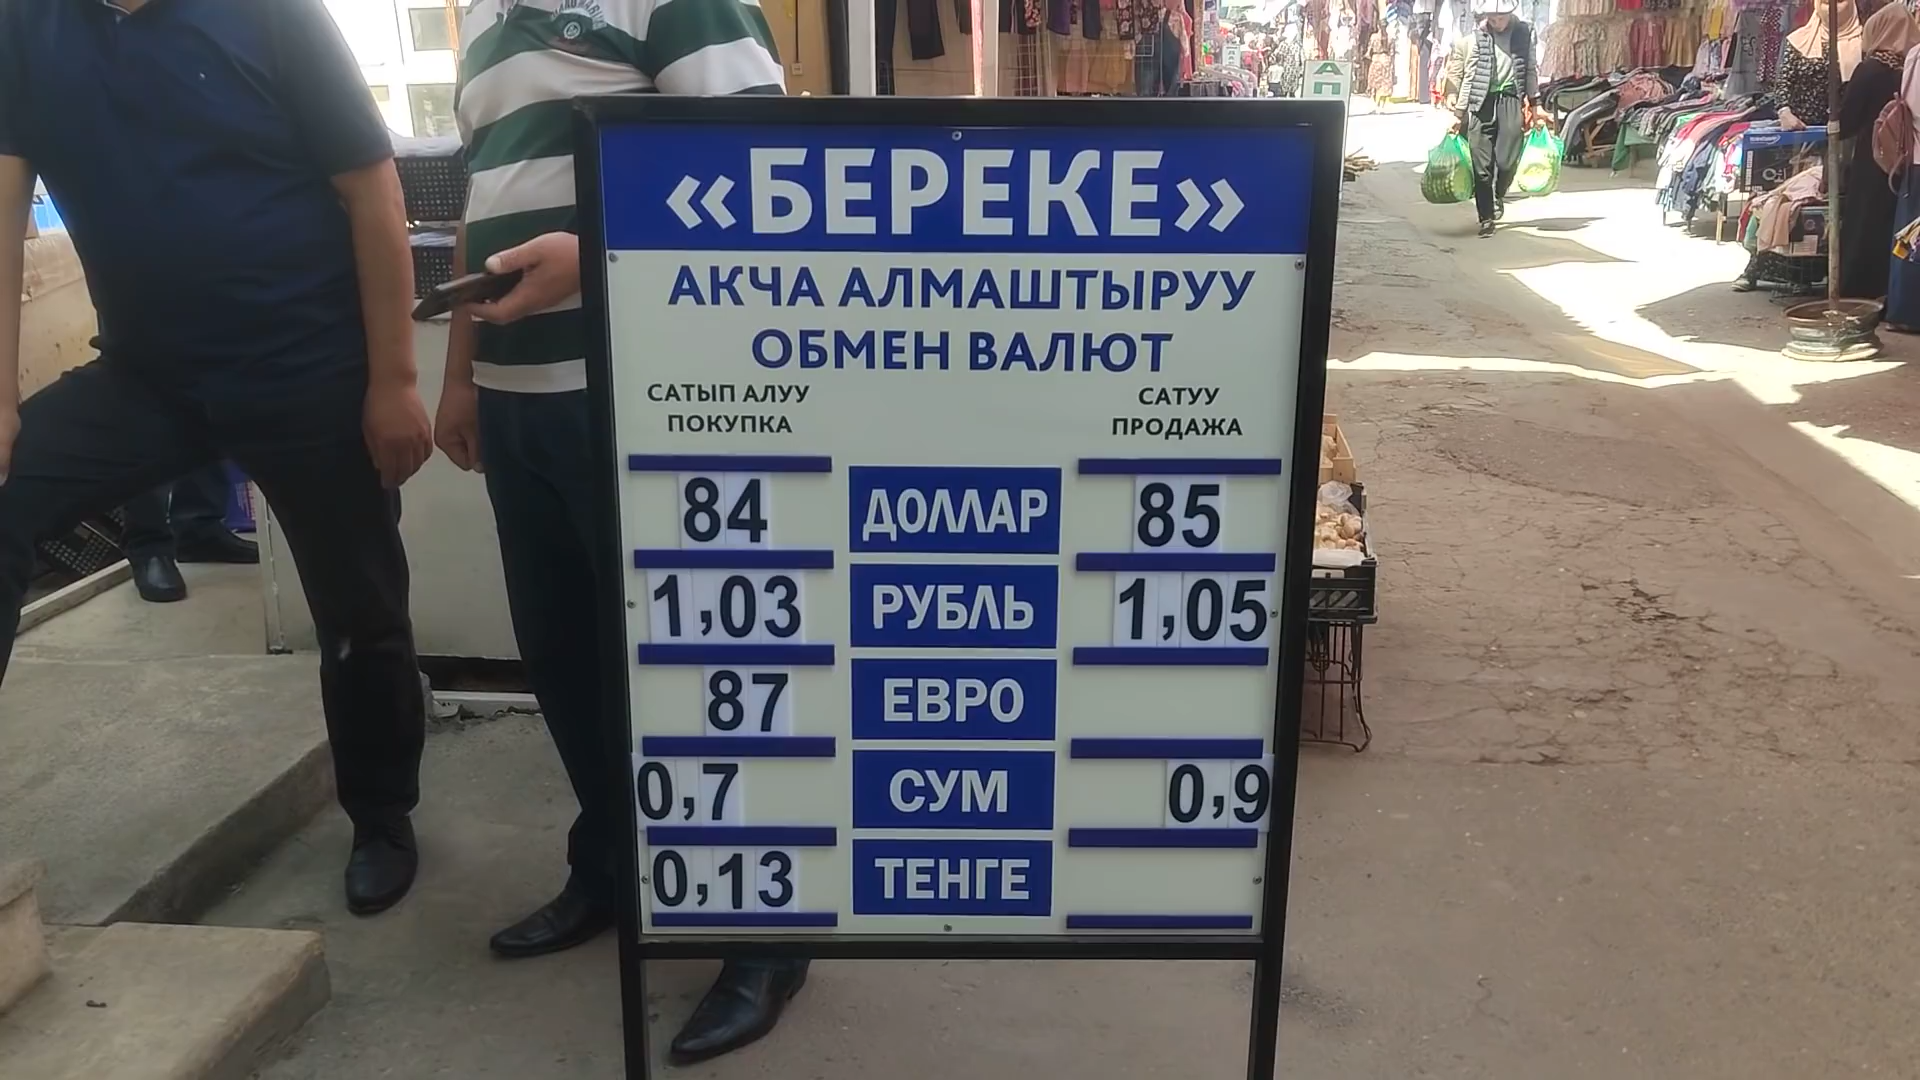 «БЕРЕКЕ»
АКЧА АЛМАШТЫРУУ
ОБМЕН ВАЛЮТ
САТЫП АЛУУ
ПОКУПКА
САТУУ
ПРОДАЖА
84 ДОЛЛАР 85
1,03 РУБЛЬ 1,05
87 ЕВРО
0,7 СУМ 0,9
0,13 ТЕНГЕ